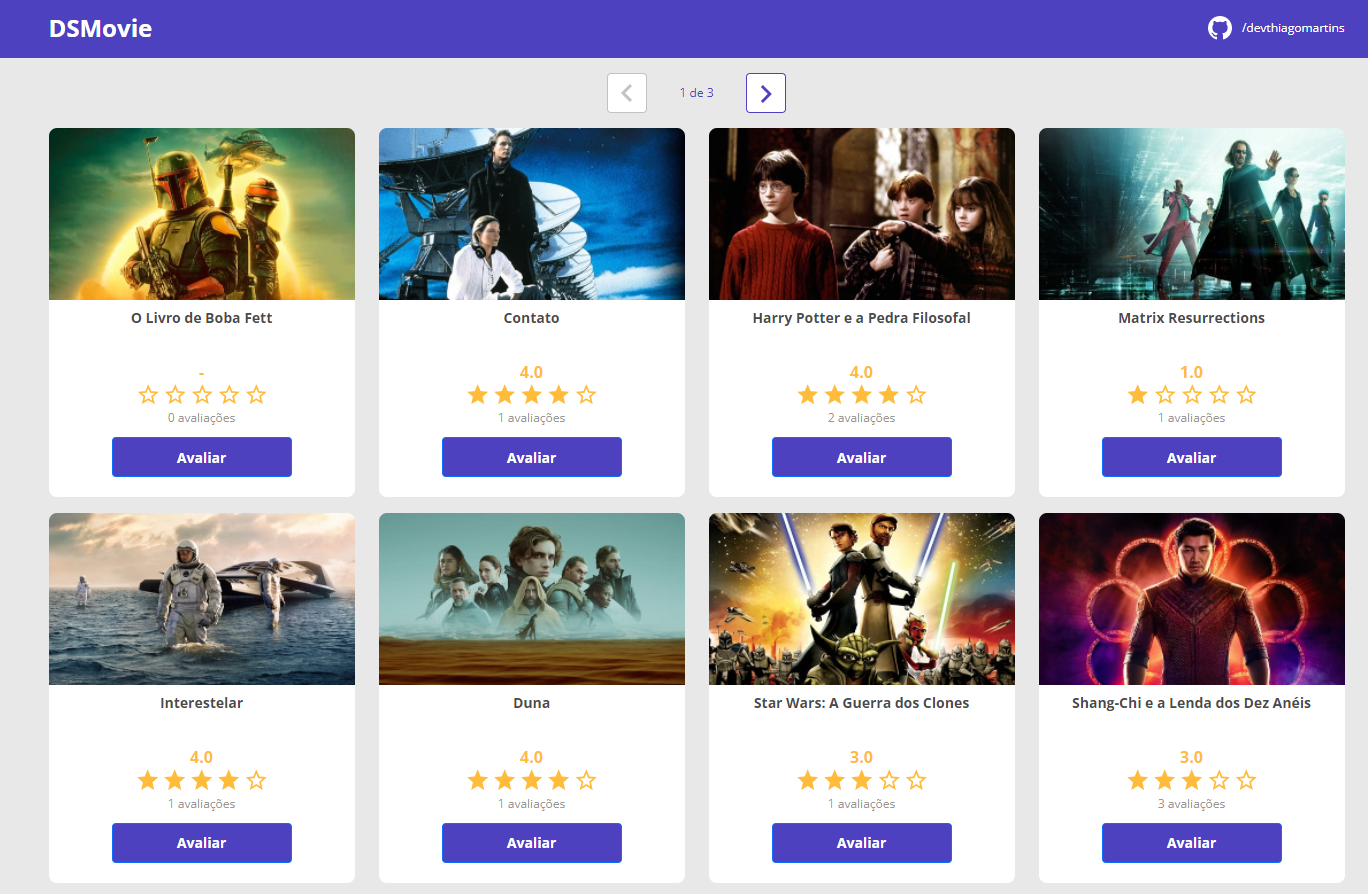 DSMovie
/devthiagomartins
1 de 3
O Livro de Boba Fett
-
0 avaliações
Avaliar
Contato
4.0
1 avaliações
Avaliar
Harry Potter e a Pedra Filosofal
4.0
2 avaliações
Avaliar
Matrix Resurrections
1.0
1 avaliações
Avaliar
Interestelar
4.0
1 avaliações
Avaliar
Duna
4.0
1 avaliações
Avaliar
Star Wars: A Guerra dos Clones
3.0
1 avaliações
Avaliar
Shang-Chi e a Lenda dos Dez Anéis
3.0
3 avaliações
Avaliar